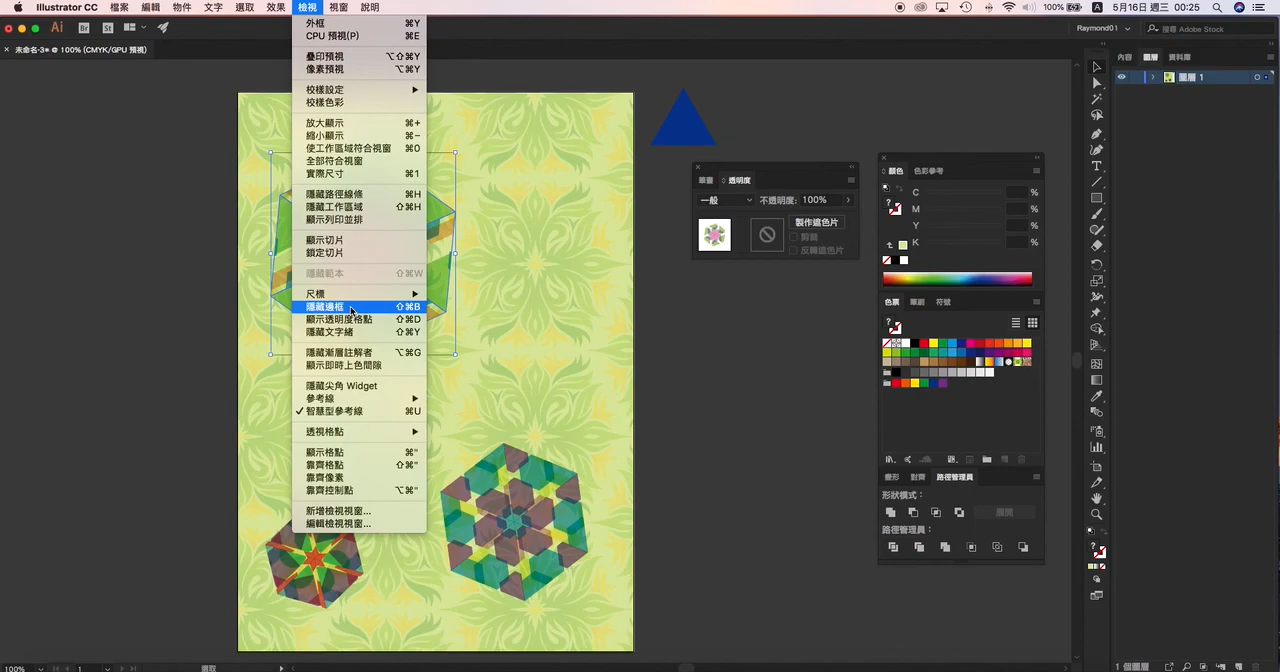 Illustrator CC 檔案 編輯 物件 文字 選取 效果 檢視 視窗 說明
100% A 5月16日 週三 00:25
Ai Br St
Raymond01 搜尋 Adobe Stock
× 未命名-3* @ 100% (CMYK/GPU 預視)
外框 ⌘Y
CPU 預視(P) ⌘E
疊印預視 ⌥⇧⌘Y
像素預視 ⌥⌘Y
校樣設定
校樣色彩
放大顯示 ⌘+
縮小顯示 ⌘−
使工作區域符合視窗 ⌘0
全部符合視窗
實際尺寸 ⌘1
隱藏路徑線條 ⌘H
隱藏工作區域 ⇧⌘H
顯示列印並排
顯示切片
鎖定切片
隱藏範本 ⇧⌘W
尺標
隱藏邊框 ⇧⌘B
顯示透明度格點 ⇧⌘D
隱藏文字緒 ⇧⌘Y
隱藏漸層註解者 ⌥⌘G
顯示即時上色間隙
隱藏尖角 Widget
參考線
✓ 智慧型參考線 ⌘U
透視格點
顯示格點 ⌘"
靠齊格點 ⇧⌘"
靠齊像素
靠齊控制點 ⌥⌘"
新增檢視視窗...
編輯檢視視窗...
筆畫 透明度
一般 不透明度: 100%
製作遮色片
剪裁
反轉遮色片
顏色 色彩參考
C %
M %
Y %
K %
色票 筆刷 符號
變形 對齊 路徑管理員
形狀模式:
展開
路徑管理員:
內容 圖層 資料庫
圖層 1
100% 1 選取
1 個圖層